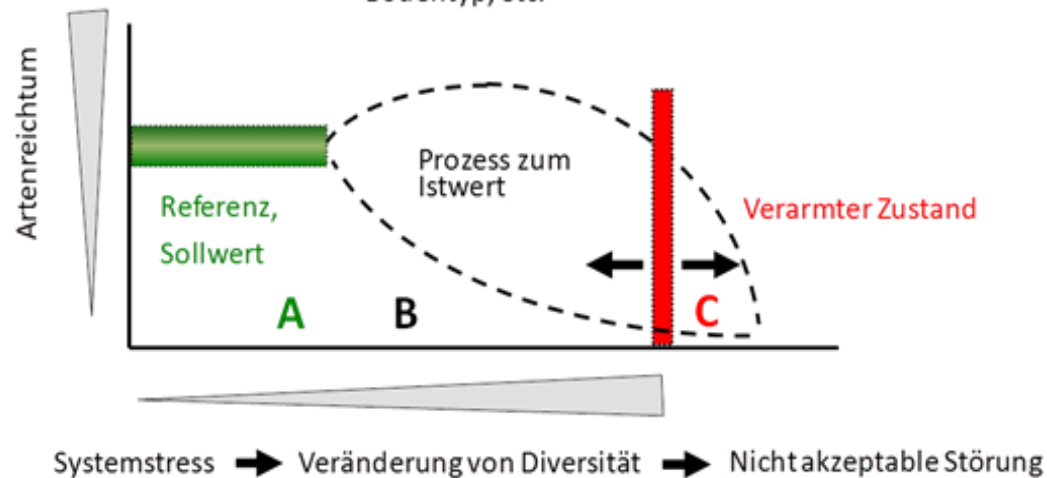 Artenreichtum
Prozess zum
Istwert
Referenz,
Sollwert
Verarmter Zustand
A
B
C
Systemstress
Veränderung von Diversität
Nicht akzeptable Störung